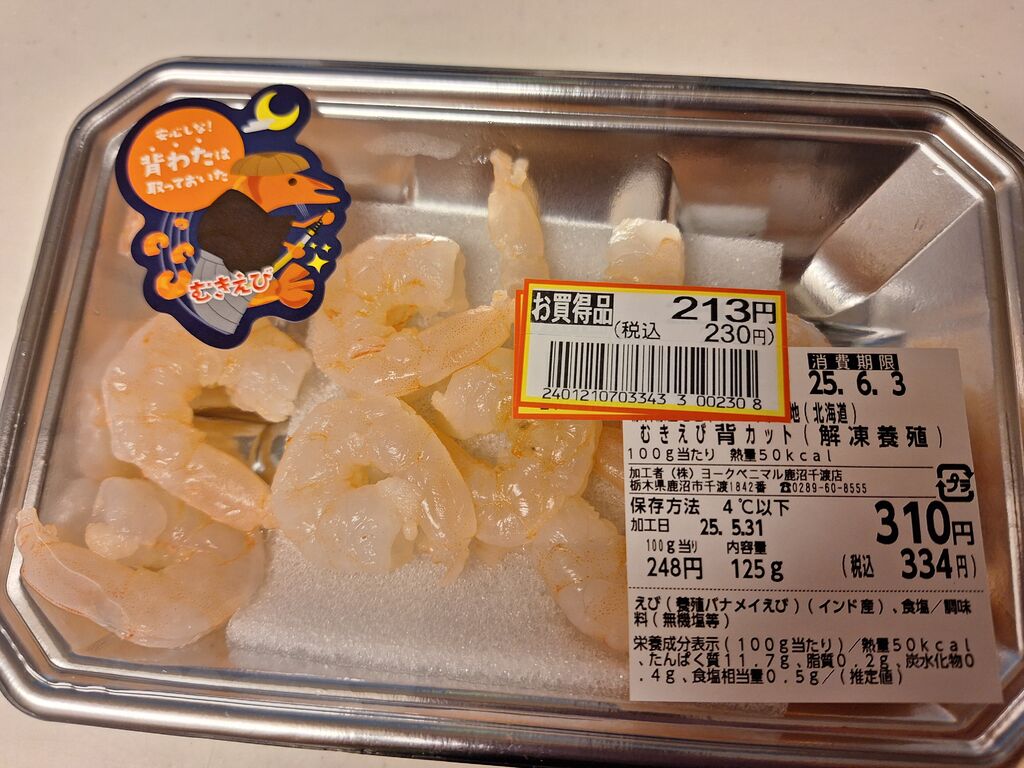 安心しな!
背わたは
取っておいた
むきえび
お買得品
213円
(税込 230円)
2401210703343 3 00230 8
消費期限
25. 6. 3
地(北海道)
むきえび背カット(解凍養殖)
100g当たり 熱量50kcal
加工者 (株)ヨークベニマル鹿沼千渡店
栃木県鹿沼市千渡1842番 ☎0289-60-8555
プラ
保存方法 4℃以下
加工日 25. 5.31
310円
100g当り 内容量
248円 125g
(税込 334円)
えび(養殖バナメイえび)(インド産)、食塩/調味
料(無機塩等)
栄養成分表示(100g当たり)/熱量50kcal
、たんぱく質11.7g、脂質0.2g、炭水化物0
.4g、食塩相当量0.5g/(推定値)